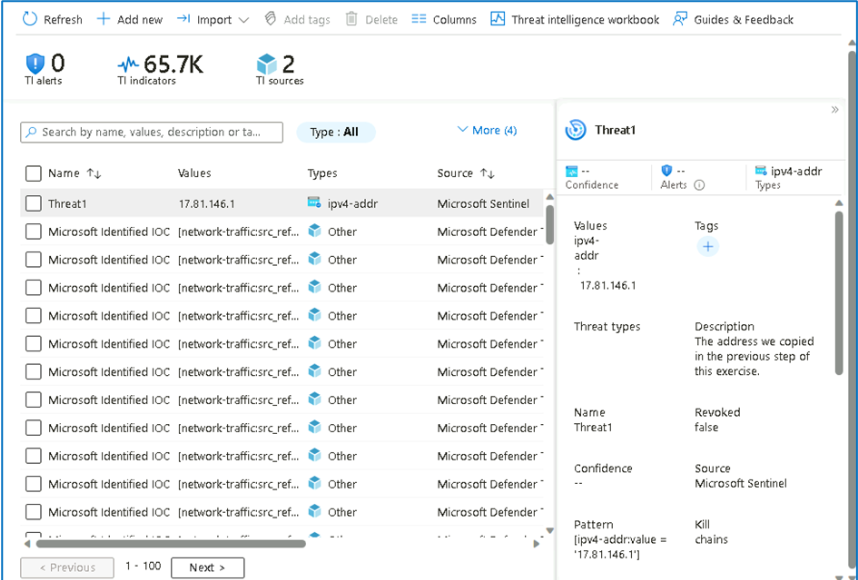 Refresh Add new Import Add tags Delete Columns Threat intelligence workbook Guides & Feedback
0 65.7K 2
TI alerts TI indicators TI sources
Search by name, values, description or ta... Type : All More (4)
Name Values Types Source
Threat1 17.81.146.1 ipv4-addr Microsoft Sentinel
Microsoft Identified IOC [network-traffic:src_ref... Other Microsoft Defender
Microsoft Identified IOC [network-traffic:src_ref... Other Microsoft Defender
Microsoft Identified IOC [network-traffic:src_ref... Other Microsoft Defender
Microsoft Identified IOC [network-traffic:src_ref... Other Microsoft Defender
Microsoft Identified IOC [network-traffic:src_ref... Other Microsoft Defender
Microsoft Identified IOC [network-traffic:src_ref... Other Microsoft Defender
Microsoft Identified IOC [network-traffic:src_ref... Other Microsoft Defender
Microsoft Identified IOC [network-traffic:src_ref... Other Microsoft Defender
Microsoft Identified IOC [network-traffic:src_ref... Other Microsoft Defender
Microsoft Identified IOC [network-traffic:src_ref... Other Microsoft Defender
Microsoft Identified IOC [network-traffic:src_ref... Other Microsoft Defender
< Previous 1 - 100 Next >
Threat1
-- -- ipv4-addr
Confidence Alerts Types
Values Tags
ipv4-
addr
:
17.81.146.1
Threat types Description
The address we copied
in the previous step of
this exercise.
Name Revoked
Threat1 false
Confidence Source
-- Microsoft Sentinel
Pattern Kill
[ipv4-addr:value = chains
'17.81.146.1']